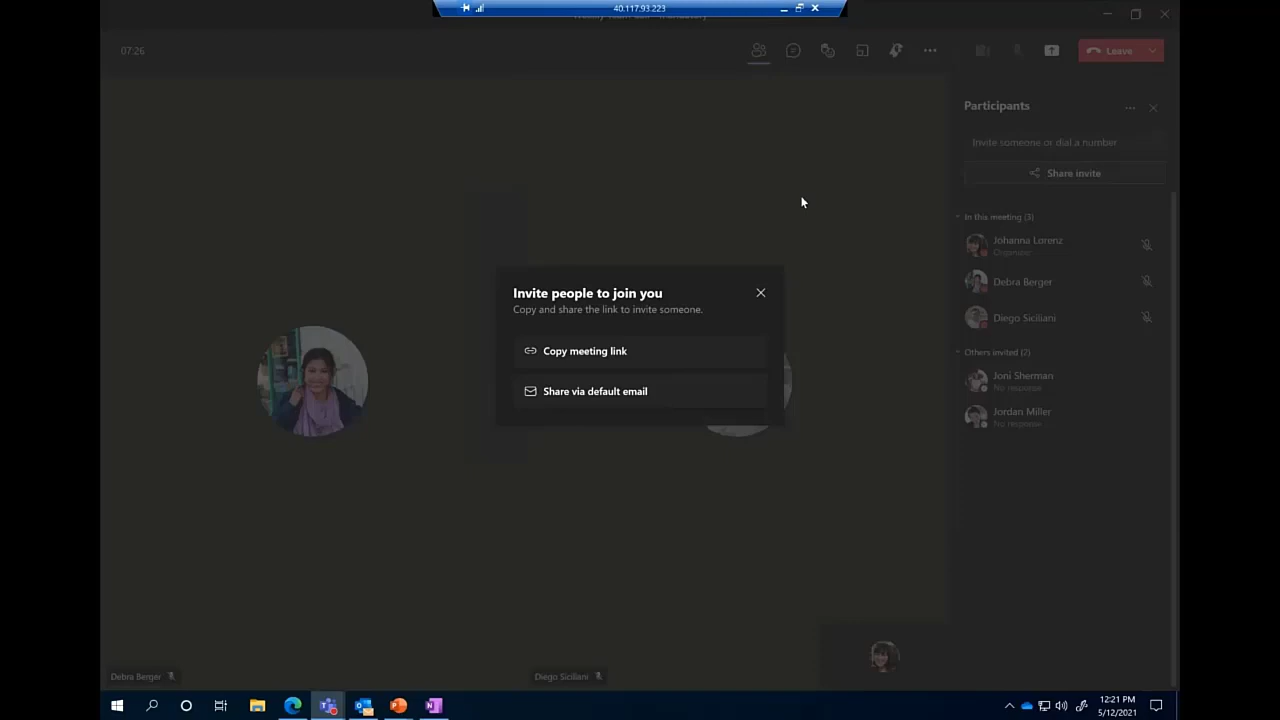 40.117.93.223
07:26
Leave
Participants
Invite someone or dial a number
Share invite
In this meeting (3)
Johanna Lorenz
Organizer
Debra Berger
Diego Siciliani
Others invited (2)
Joni Sherman
No response
Jordan Miller
No response
Invite people to join you
Copy and share the link to invite someone.
Copy meeting link
Share via default email
Debra Berger
Diego Siciliani
12:21 PM
5/12/2021